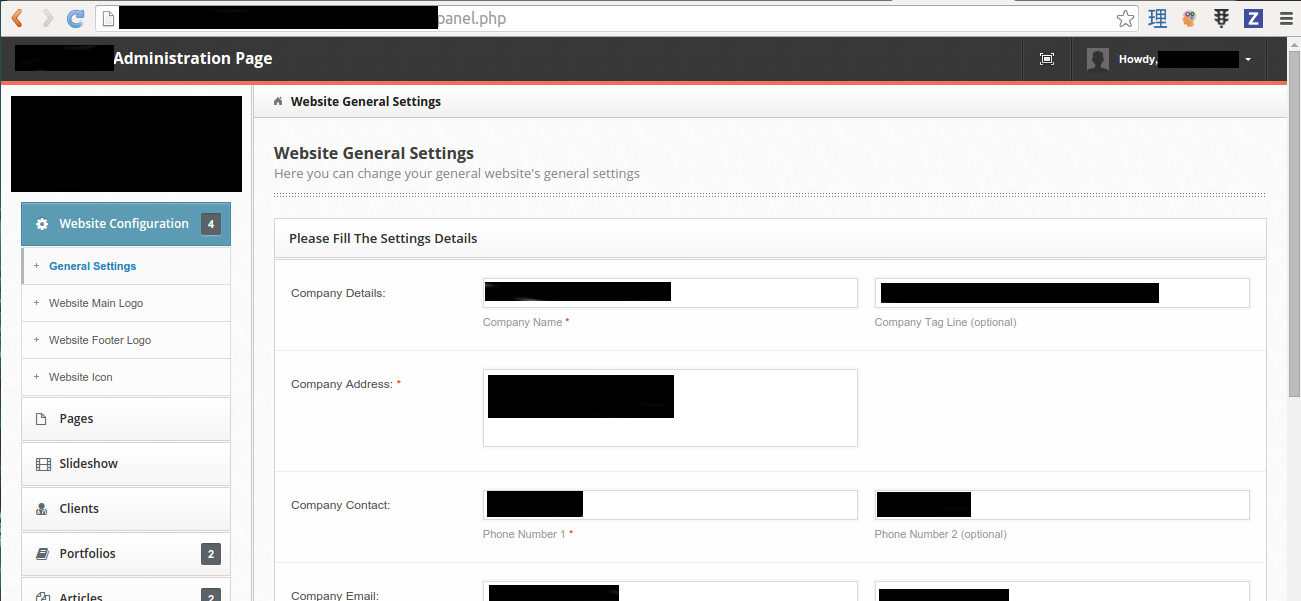 panel.php
理
Z
Administration Page
Howdy,
Website General Settings
Website General Settings
Here you can change your general website's general settings
Website Configuration 4
General Settings
Website Main Logo
Website Footer Logo
Website Icon
Pages
Slideshow
Clients
Portfolios 2
Articles 2
Please Fill The Settings Details
Company Details:
Company Name *
Company Tag Line (optional)
Company Address: *
Company Contact:
Phone Number 1 *
Phone Number 2 (optional)
Company Email: